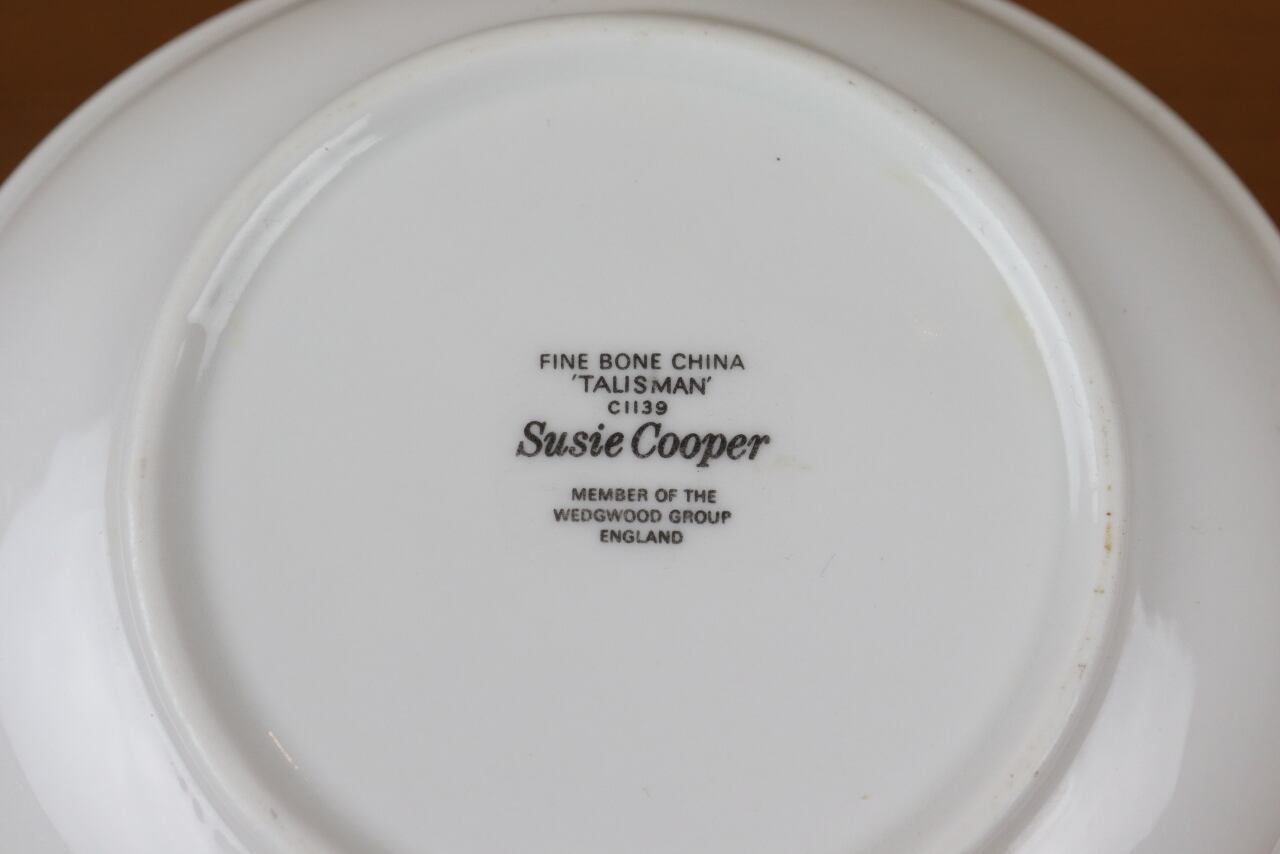 FINE BONE CHINA
'TALISMAN'
C1139
Susie Cooper
MEMBER OF THE
WEDGWOOD GROUP
ENGLAND